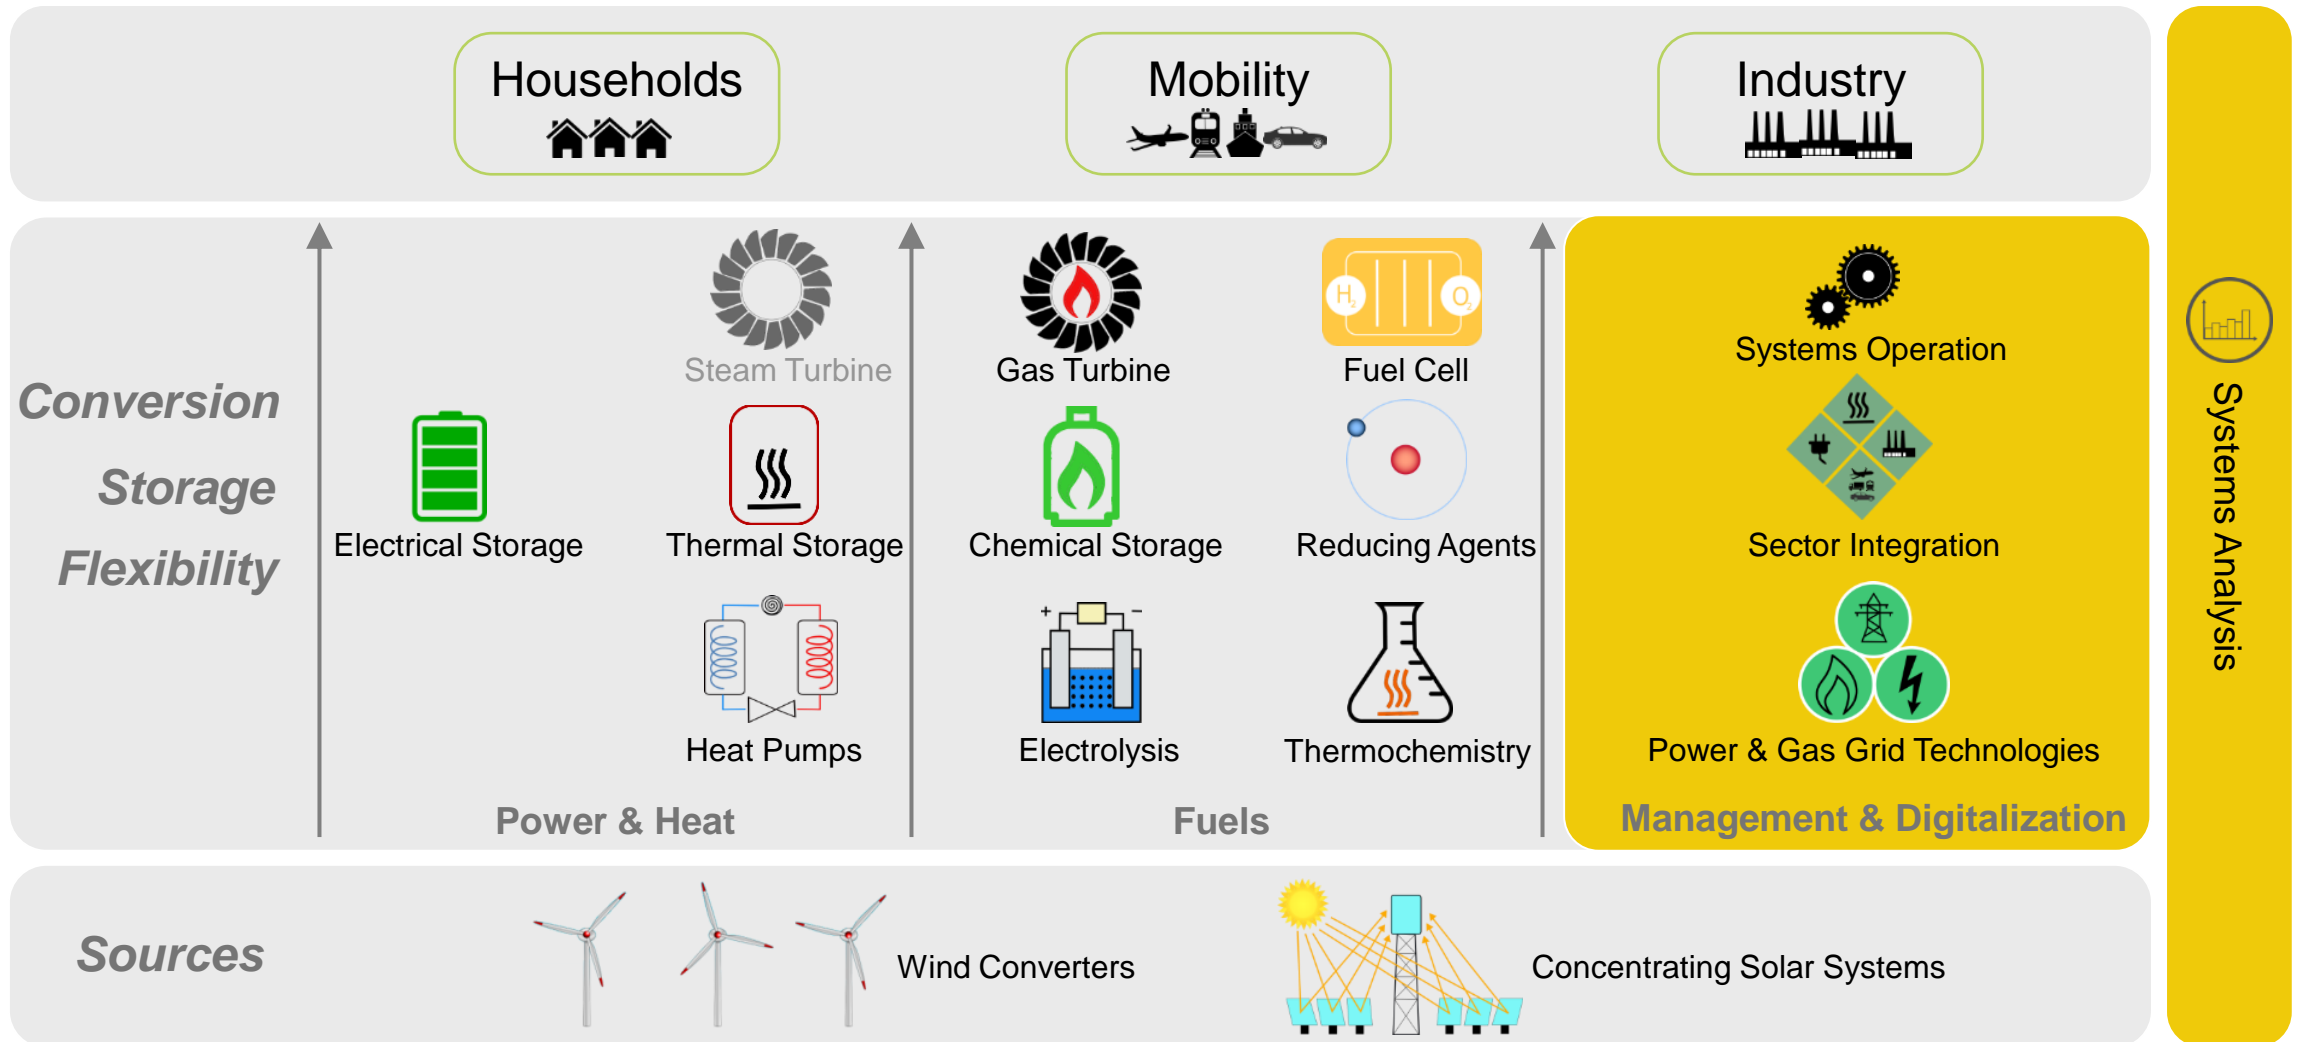 Households
Mobility
Industry
Conversion
Storage
Flexibility
Steam Turbine
Gas Turbine
H2
O2
Fuel Cell
Systems Operation
Electrical Storage
Thermal Storage
Chemical Storage
Reducing Agents
Sector Integration
+
−
Heat Pumps
Electrolysis
Thermochemistry
Power & Gas Grid Technologies
Power & Heat
Fuels
Management & Digitalization
Sources
Wind Converters
Concentrating Solar Systems
Systems Analysis